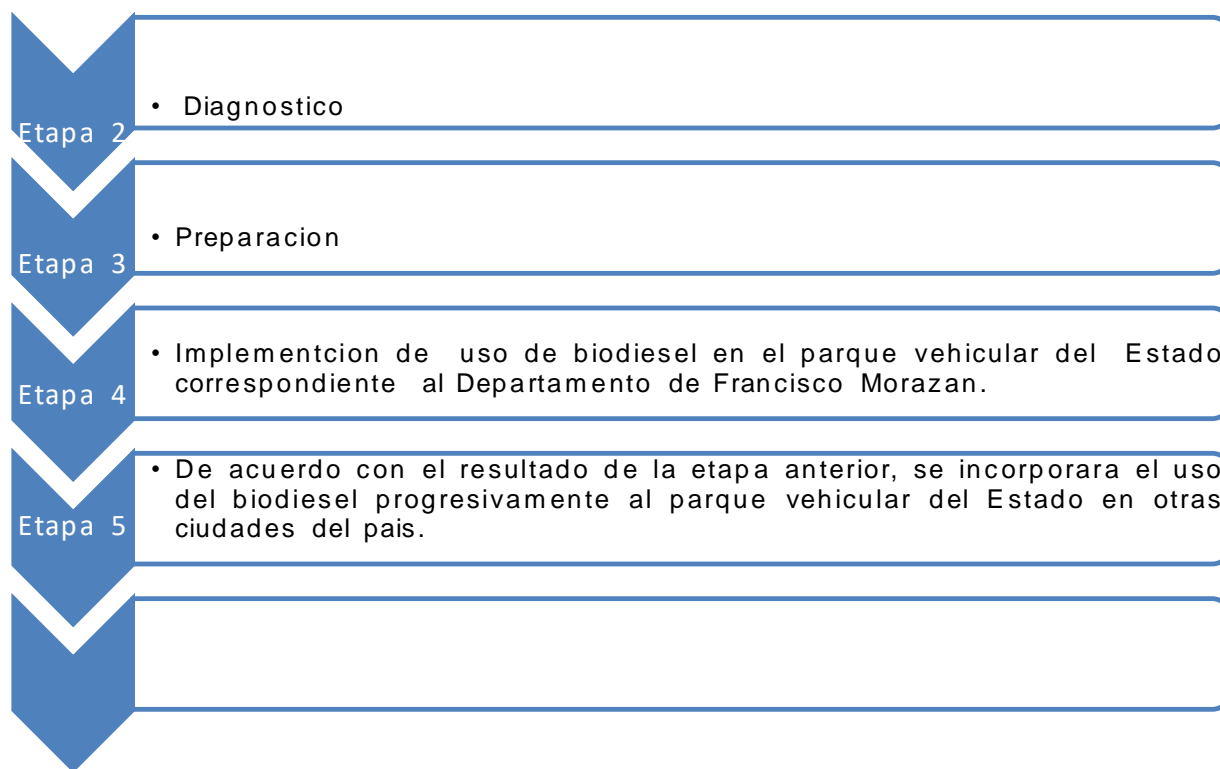 • Diagnostico
Etapa 2
• Preparacion
Etapa 3
• Implementcion de uso de biodiesel en el parque vehicular del Estado
correspondiente al Departamento de Francisco Morazan.
Etapa 4
• De acuerdo con el resultado de la etapa anterior, se incorporara el uso
del biodiesel progresivamente al parque vehicular del Estado en otras
ciudades del pais.
Etapa 5